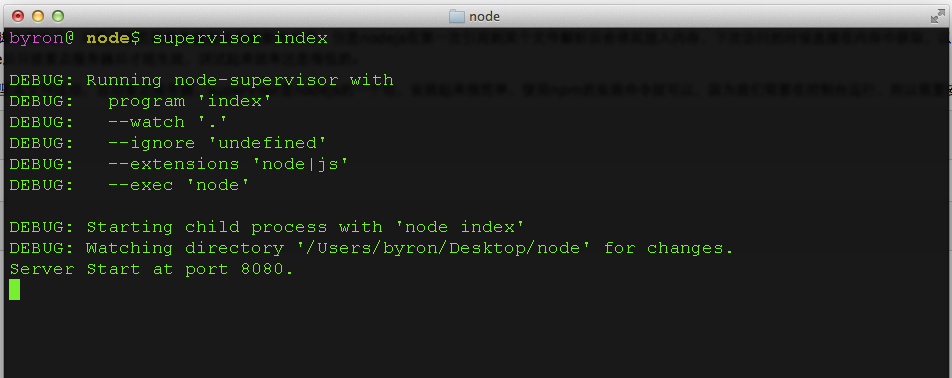 node
byron@ node$ supervisor index
DEBUG: Running node-supervisor with
DEBUG:   program 'index'
DEBUG:   --watch '.'
DEBUG:   --ignore 'undefined'
DEBUG:   --extensions 'node|js'
DEBUG:   --exec 'node'
DEBUG: Starting child process with 'node index'
DEBUG: Watching directory '/Users/byron/Desktop/node' for changes.
Server Start at port 8080.